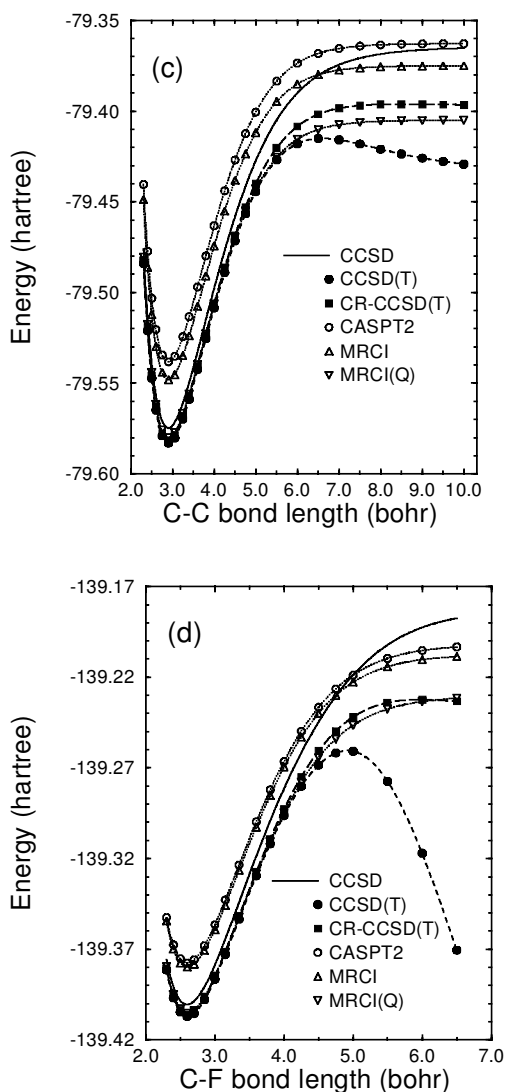 -79.35
(c)
-79.40
-79.45
-79.50
-79.55
-79.60
Energy (hartree)
CCSD
CCSD(T)
CR-CCSD(T)
CASPT2
MRCI
MRCI(Q)
2.0 3.0 4.0 5.0 6.0 7.0 8.0 9.0 10.0
C-C bond length (bohr)
-139.17
(d)
-139.22
-139.27
-139.32
-139.37
-139.42
Energy (hartree)
CCSD
CCSD(T)
CR-CCSD(T)
CASPT2
MRCI
MRCI(Q)
2.0 3.0 4.0 5.0 6.0 7.0
C-F bond length (bohr)